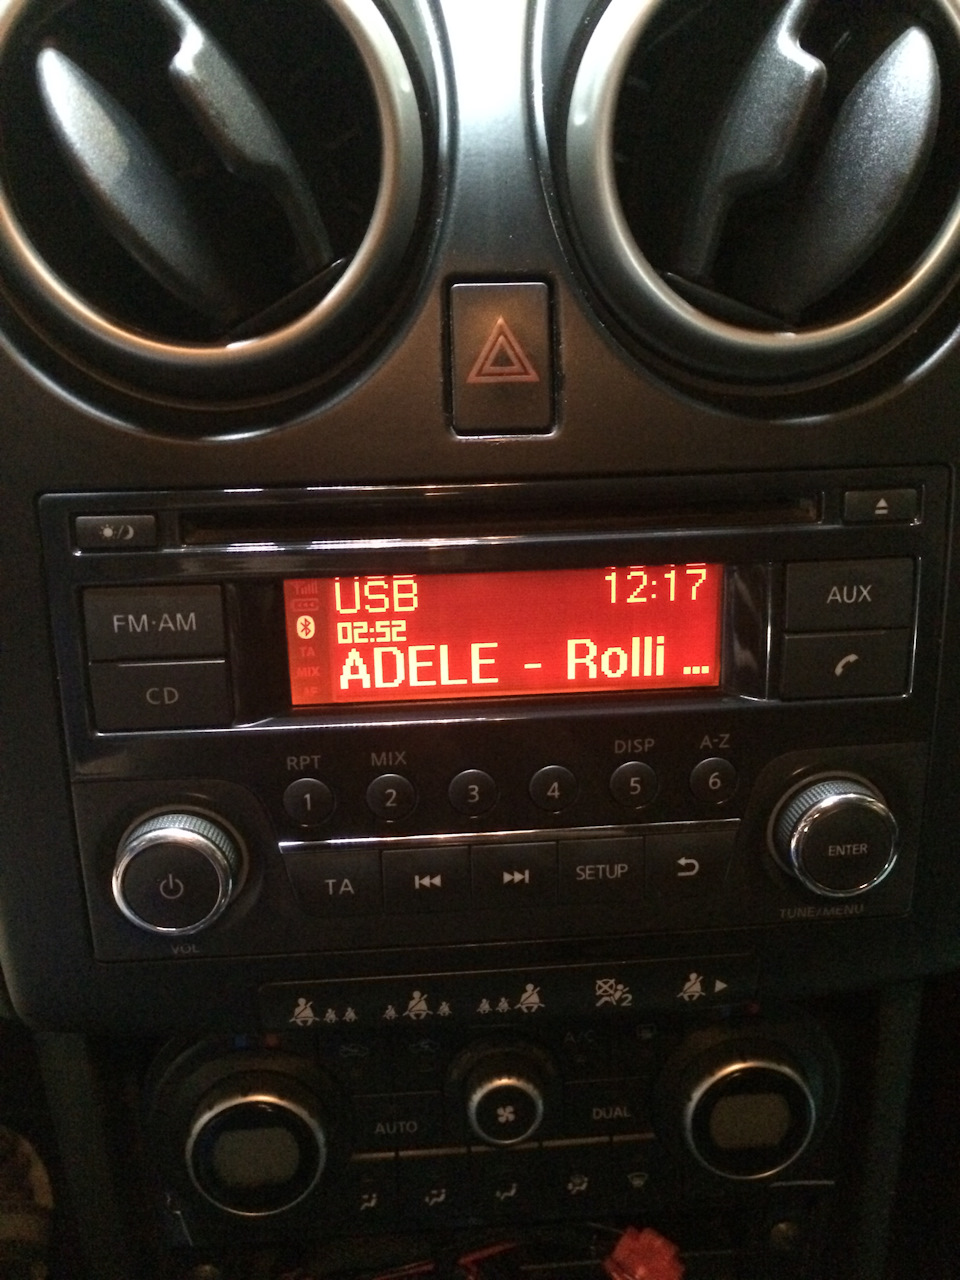 FM·AM
CD
USB 12:17
02:52
TA
MIX
AF
ADELE - Rolli ...
AUX
RPT MIX DISP A-Z
1 2 3 4 5 6
TA SETUP
ENTER
VOL
TUNE/MENU
2
A/C
AUTO DUAL